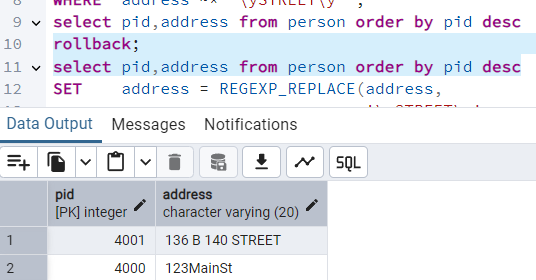 8 WHERE address ~* '\ySTREET\y' ;
9 select pid,address from person order by pid desc
10 rollback;
11 select pid,address from person order by pid desc
12 SET address = REGEXP_REPLACE(address,
Data Output Messages Notifications
SQL
pid address
[PK] integer character varying (20)
1 4001 136 B 140 STREET
2 4000 123MainSt